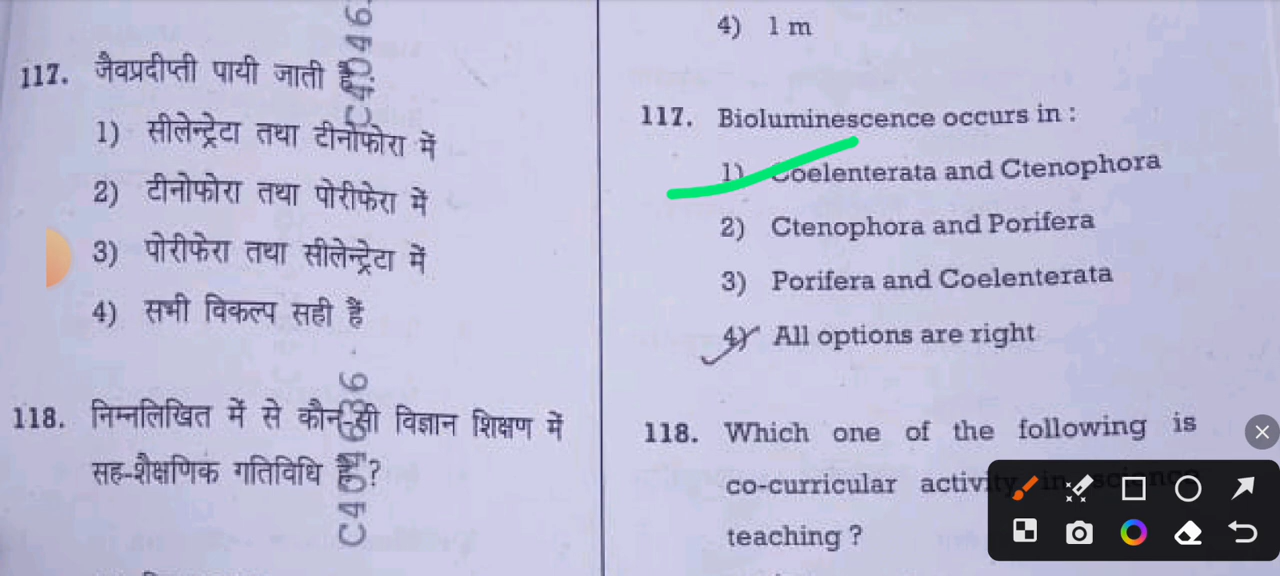 117. जैवप्रदीप्ती पायी जाती है :
1) सीलेन्ट्रेटा तथा टीनोफोरा में
2) टीनोफोरा तथा पोरीफेरा में
3) पोरीफेरा तथा सीलेन्ट्रेटा में
4) सभी विकल्प सही हैं
118. निम्नलिखित में से कौन-सी विज्ञान शिक्षण में
सह-शैक्षणिक गतिविधि है ?
4) 1 m
117. Bioluminescence occurs in :
1) Coelenterata and Ctenophora
2) Ctenophora and Porifera
3) Porifera and Coelenterata
4) All options are right
118. Which one of the following is
co-curricular activity in science
teaching ?